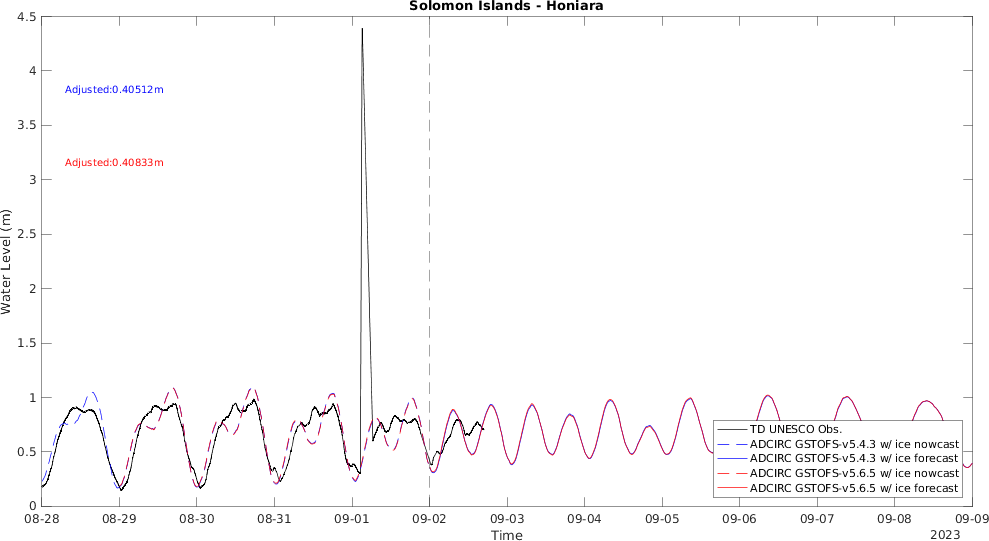 Solomon Islands - Honiara
4.5
4
3.5
3
2.5
2
1.5
1
0.5
0
Water Level (m)
Adjusted:0.40512m
Adjusted:0.40833m
TD UNESCO Obs.
ADCIRC GSTOFS-v5.4.3 w/ ice nowcast
ADCIRC GSTOFS-v5.4.3 w/ ice forecast
ADCIRC GSTOFS-v5.6.5 w/ ice nowcast
ADCIRC GSTOFS-v5.6.5 w/ ice forecast
08-28 08-29 08-30 08-31 09-01 09-02 09-03 09-04 09-05 09-06 09-07 09-08 09-09
Time
2023